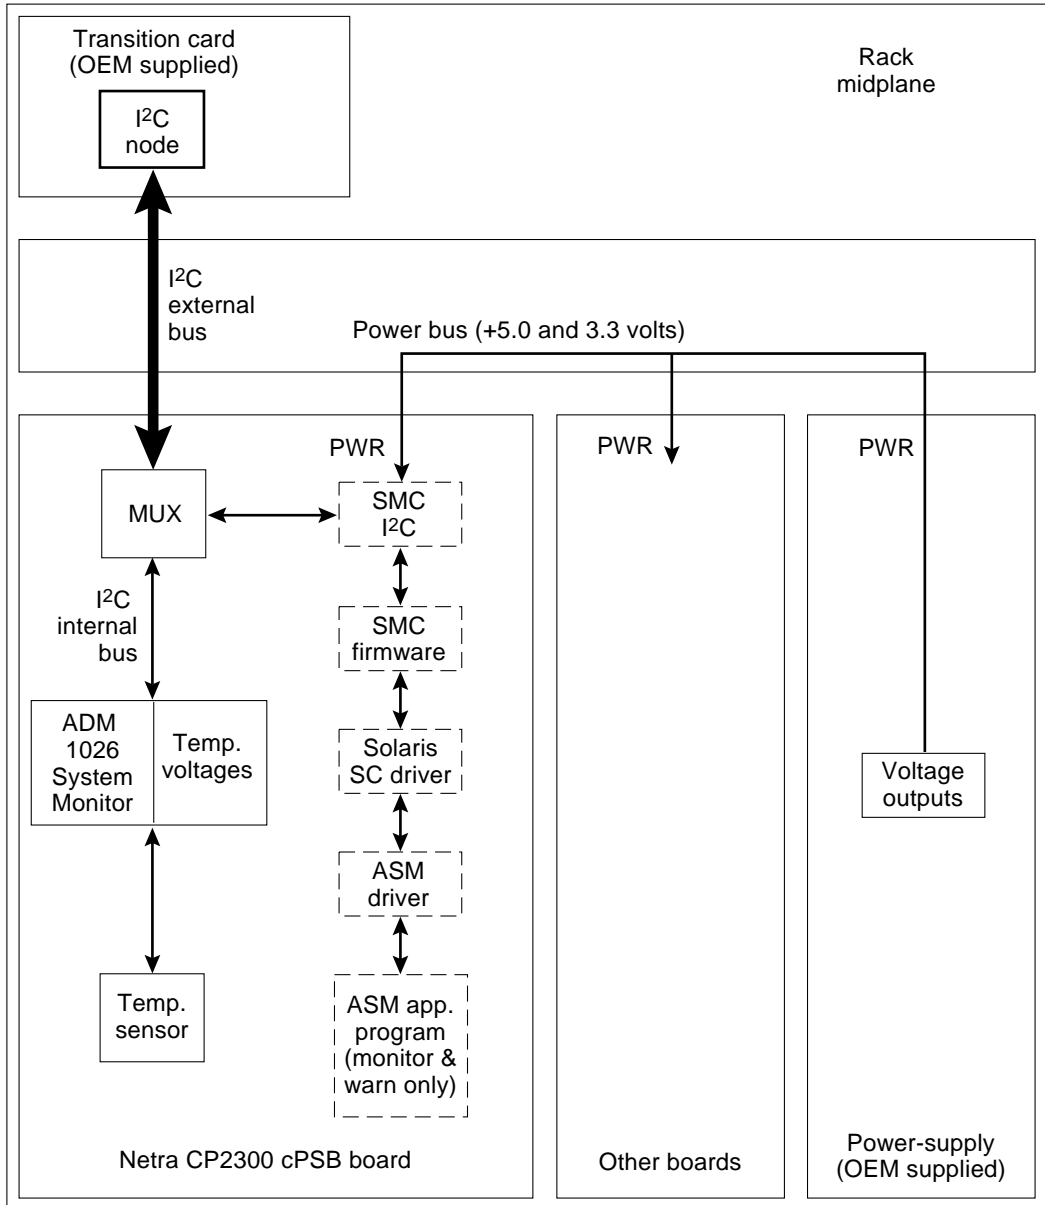 Transition card
(OEM supplied)
Rack
midplane
I²C
node
I²C
external
bus
Power bus (+5.0 and 3.3 volts)
PWR
PWR
PWR
MUX
SMC
I²C
I²C
internal
bus
SMC
firmware
ADM
1026
System
Monitor
Temp.
voltages
Solaris
SC driver
Voltage
outputs
ASM
driver
Temp.
sensor
ASM app.
program
(monitor &
warn only)
Netra CP2300 cPSB board
Other boards
Power-supply
(OEM supplied)